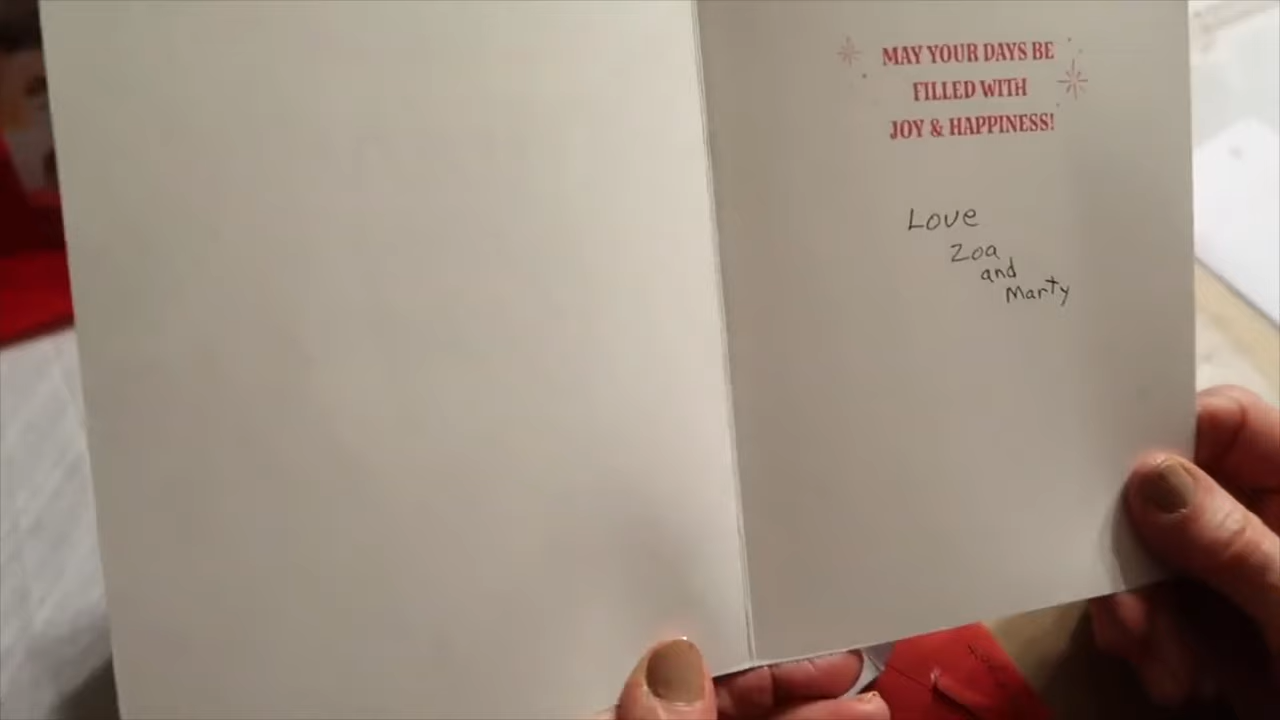 MAY YOUR DAYS BE
FILLED WITH
JOY & HAPPINESS!
Love
Zoa
and
Marty